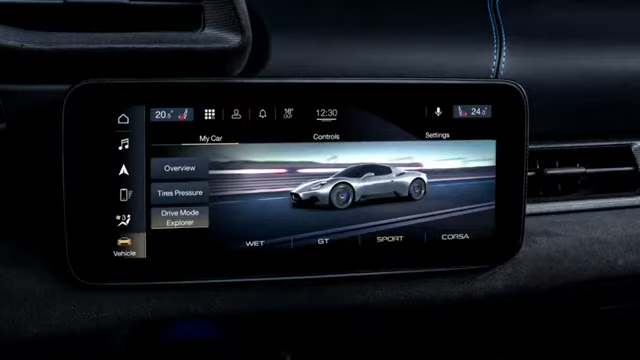 20.5°
16°
OUT
12:30
24.5°
My Car
Controls
Settings
Overview
Tires Pressure
Drive Mode
Explorer
3
Vehicle
WET
GT
SPORT
CORSA